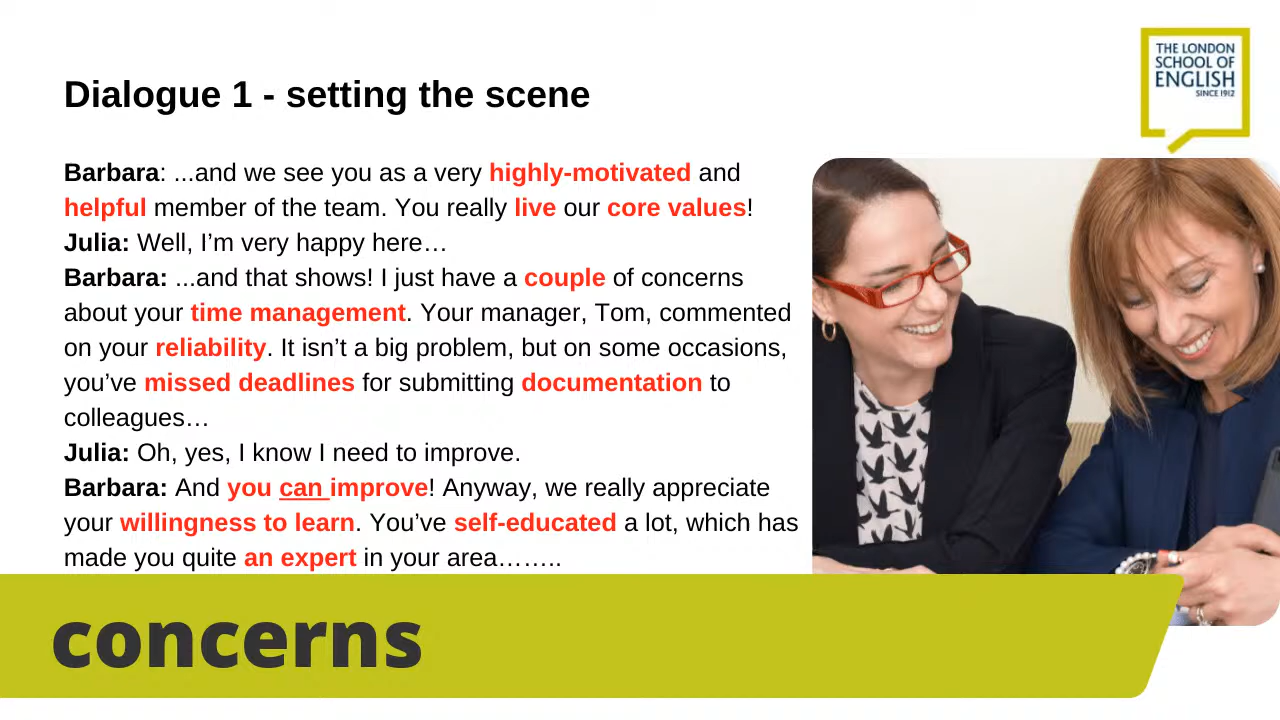 THE LONDON
SCHOOL OF
ENGLISH
SINCE 1912
Dialogue 1 - setting the scene
Barbara: ...and we see you as a very highly-motivated and
helpful member of the team. You really live our core values!
Julia: Well, I’m very happy here…
Barbara: ...and that shows! I just have a couple of concerns
about your time management. Your manager, Tom, commented
on your reliability. It isn’t a big problem, but on some occasions,
you’ve missed deadlines for submitting documentation to
colleagues…
Julia: Oh, yes, I know I need to improve.
Barbara: And you can improve! Anyway, we really appreciate
your willingness to learn. You’ve self-educated a lot, which has
made you quite an expert in your area……..
concerns